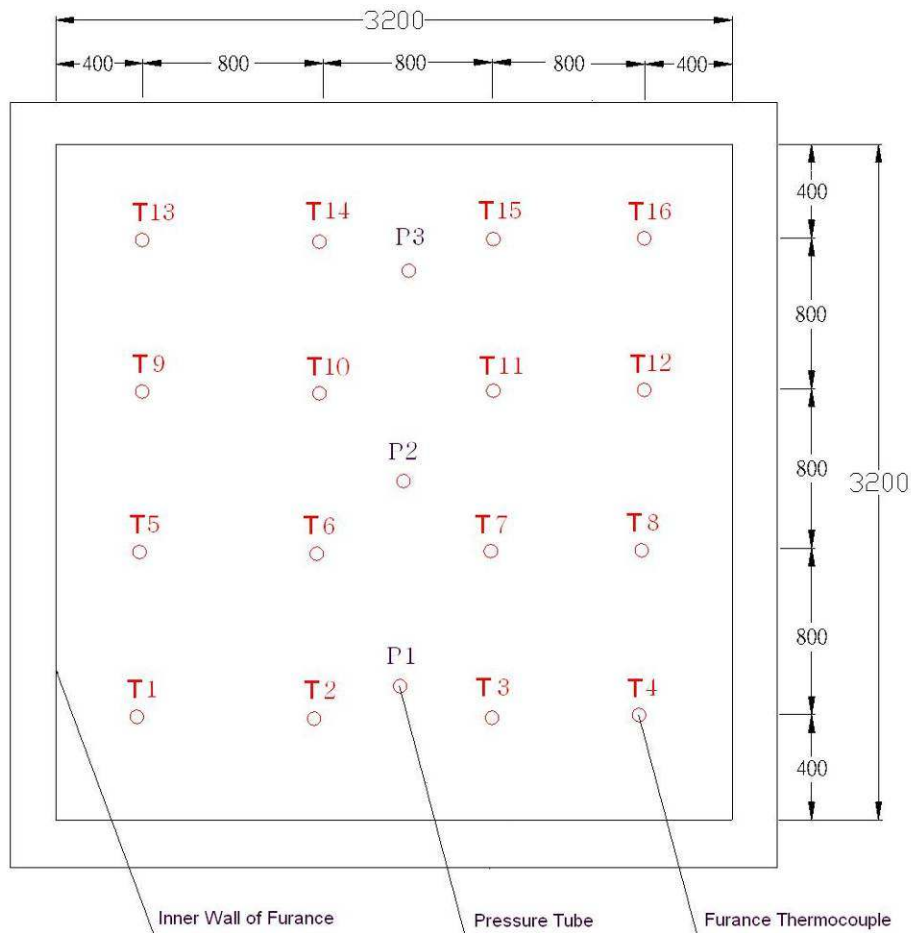 3200
400 800 800 800 400
T13 T14 T15 T16
400
P3
800
T9 T10 T11 T12
P2
800
3200
T5 T6 T7 T8
800
P1
T1 T2 T3 T4
400
Inner Wall of Furance
Pressure Tube
Furance Thermocouple